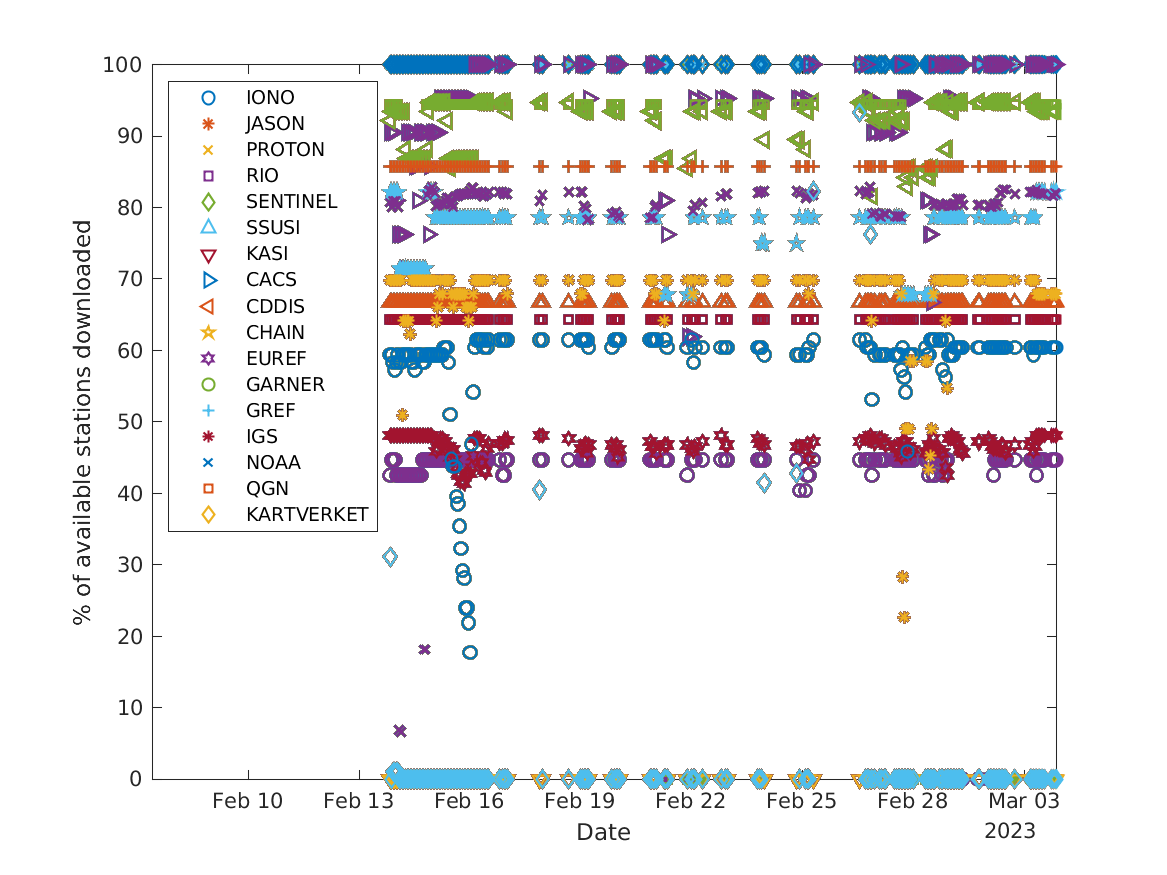 100
90
80
70
60
50
40
30
20
10
0
% of available stations downloaded
IONO
JASON
PROTON
RIO
SENTINEL
SSUSI
KASI
CACS
CDDIS
CHAIN
EUREF
GARNER
GREF
IGS
NOAA
QGN
KARTVERKET
Feb 10 Feb 13 Feb 16 Feb 19 Feb 22 Feb 25 Feb 28 Mar 03
Date
2023